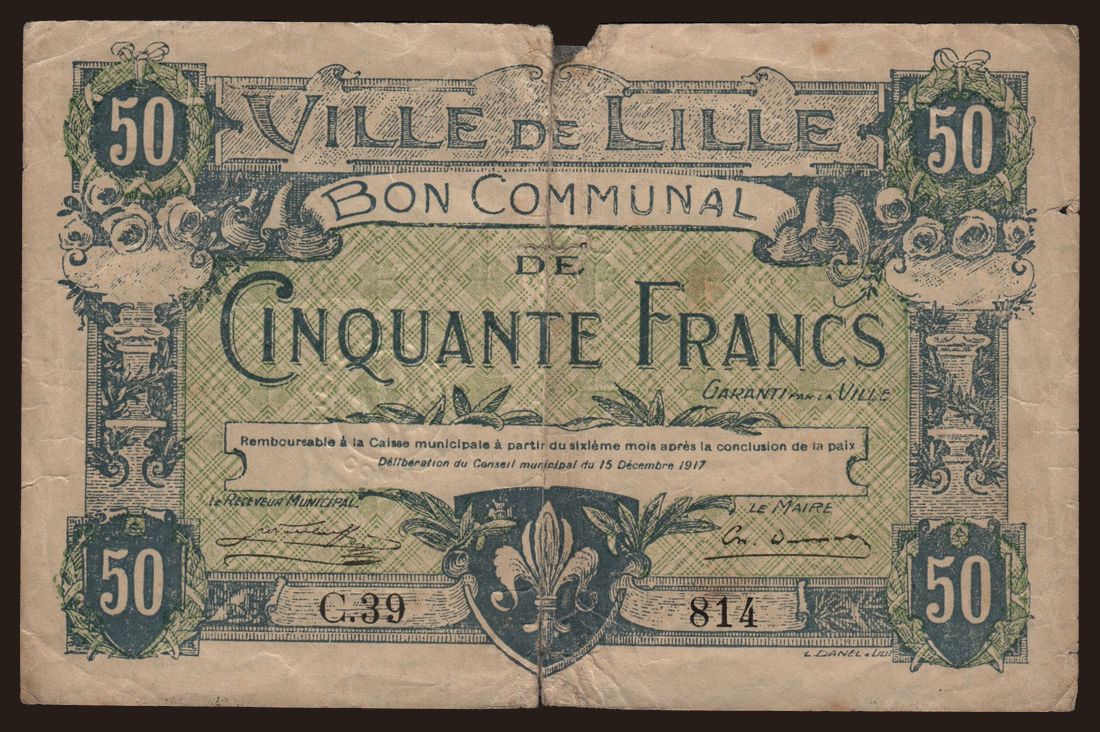 50 50
VILLE DE LILLE
BON COMMUNAL
DE
CINQUANTE FRANCS
GARANTI PAR LA VILLE
Remboursable à la Caisse municipale à partir du sixième mois après la conclusion de la paix
Délibération du Conseil municipal du 15 Décembre 1917
LE RECEVEUR MUNICIPAL LE MAIRE
50 50
C.39 814
L. DANEL LILLE